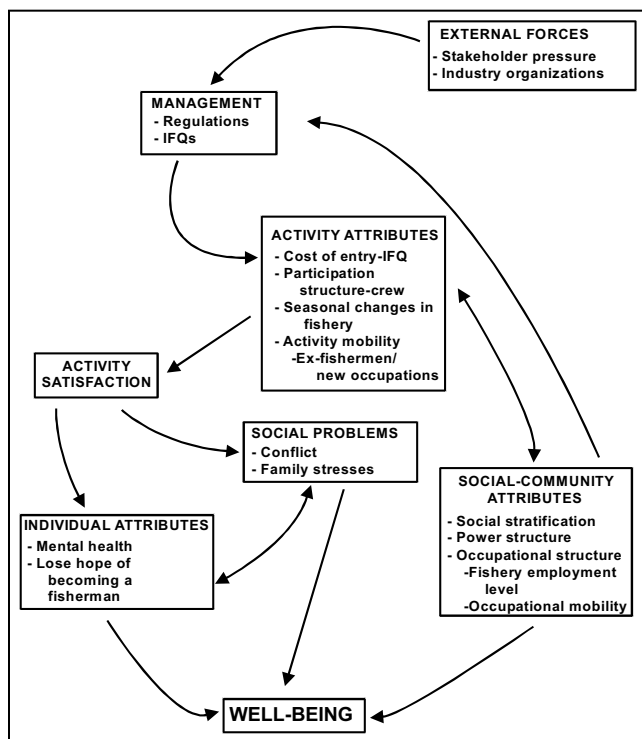 EXTERNAL FORCES
- Stakeholder pressure
- Industry organizations
MANAGEMENT
- Regulations
- IFQs
ACTIVITY ATTRIBUTES
- Cost of entry-IFQ
- Participation
structure-crew
- Seasonal changes in
fishery
- Activity mobility
-Ex-fishermen/
new occupations
ACTIVITY
SATISFACTION
SOCIAL PROBLEMS
- Conflict
- Family stresses
SOCIAL-COMMUNITY
ATTRIBUTES
- Social stratification
- Power structure
- Occupational structure
-Fishery employment
level
-Occupational mobility
INDIVIDUAL ATTRIBUTES
- Mental health
- Lose hope of
becoming a
fisherman
WELL-BEING